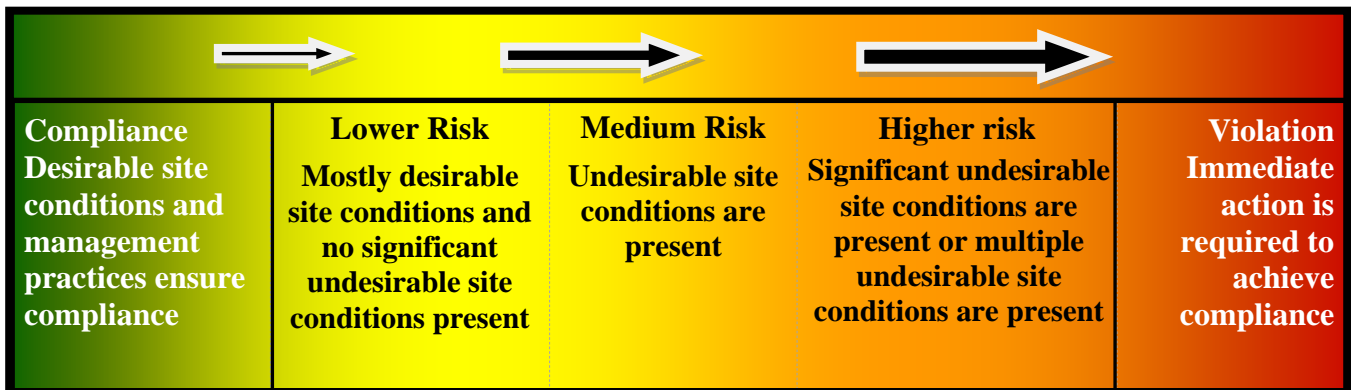 Compliance
Desirable site
conditions and
management
practices ensure
compliance
Lower Risk
Mostly desirable
site conditions and
no significant
undesirable site
conditions present
Medium Risk
Undesirable site
conditions are
present
Higher risk
Significant undesirable
site conditions are
present or multiple
undesirable site
conditions are present
Violation
Immediate
action is
required to
achieve
compliance